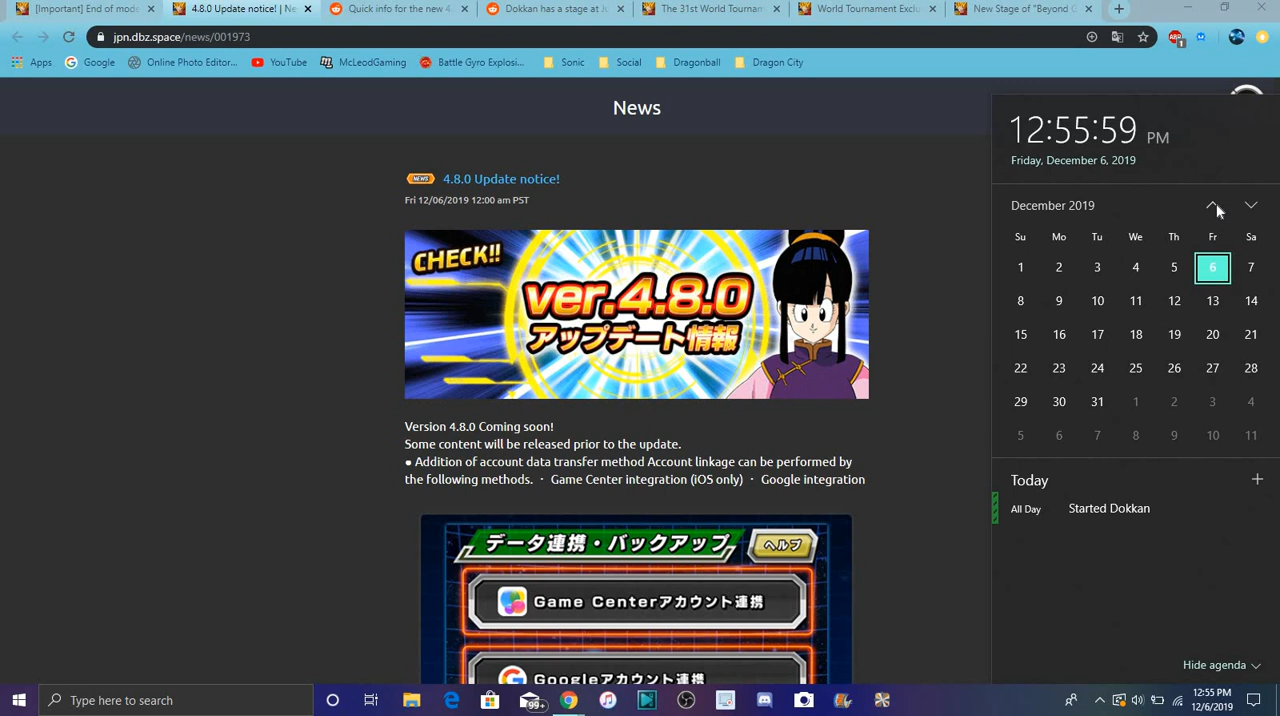 [Important] End of mode
4.8.0 Update notice! | Ne
Quick info for the new 4.
Dokkan has a stage at Ju
The 31st World Tournam
World Tournament Exclu
New Stage of "Beyond G
jpn.dbz.space/news/001973
ABP
1
Apps
Google
Online Photo Editor...
YouTube
McLeodGaming
Battle Gyro Explosi...
Sonic
Social
Dragonball
Dragon City
News
NEWS 4.8.0 Update notice!
Fri 12/06/2019 12:00 am PST
CHECK!!
ver.4.8.0
アップデート情報
Version 4.8.0 Coming soon!
Some content will be released prior to the update.
● Addition of account data transfer method Account linkage can be performed by
the following methods. ・ Game Center integration (iOS only) ・ Google integration
データ連携・バックアップ
ヘルプ
Game Centerアカウント連携
Googleアカウント連携
12:55:59 PM
Friday, December 6, 2019
December 2019
Su Mo Tu We Th Fr Sa
1 2 3 4 5 6 7
8 9 10 11 12 13 14
15 16 17 18 19 20 21
22 23 24 25 26 27 28
29 30 31 1 2 3 4
5 6 7 8 9 10 11
Today
All Day Started Dokkan
Hide agenda
Type here to search
99+
2:55 PM
12/6/2019